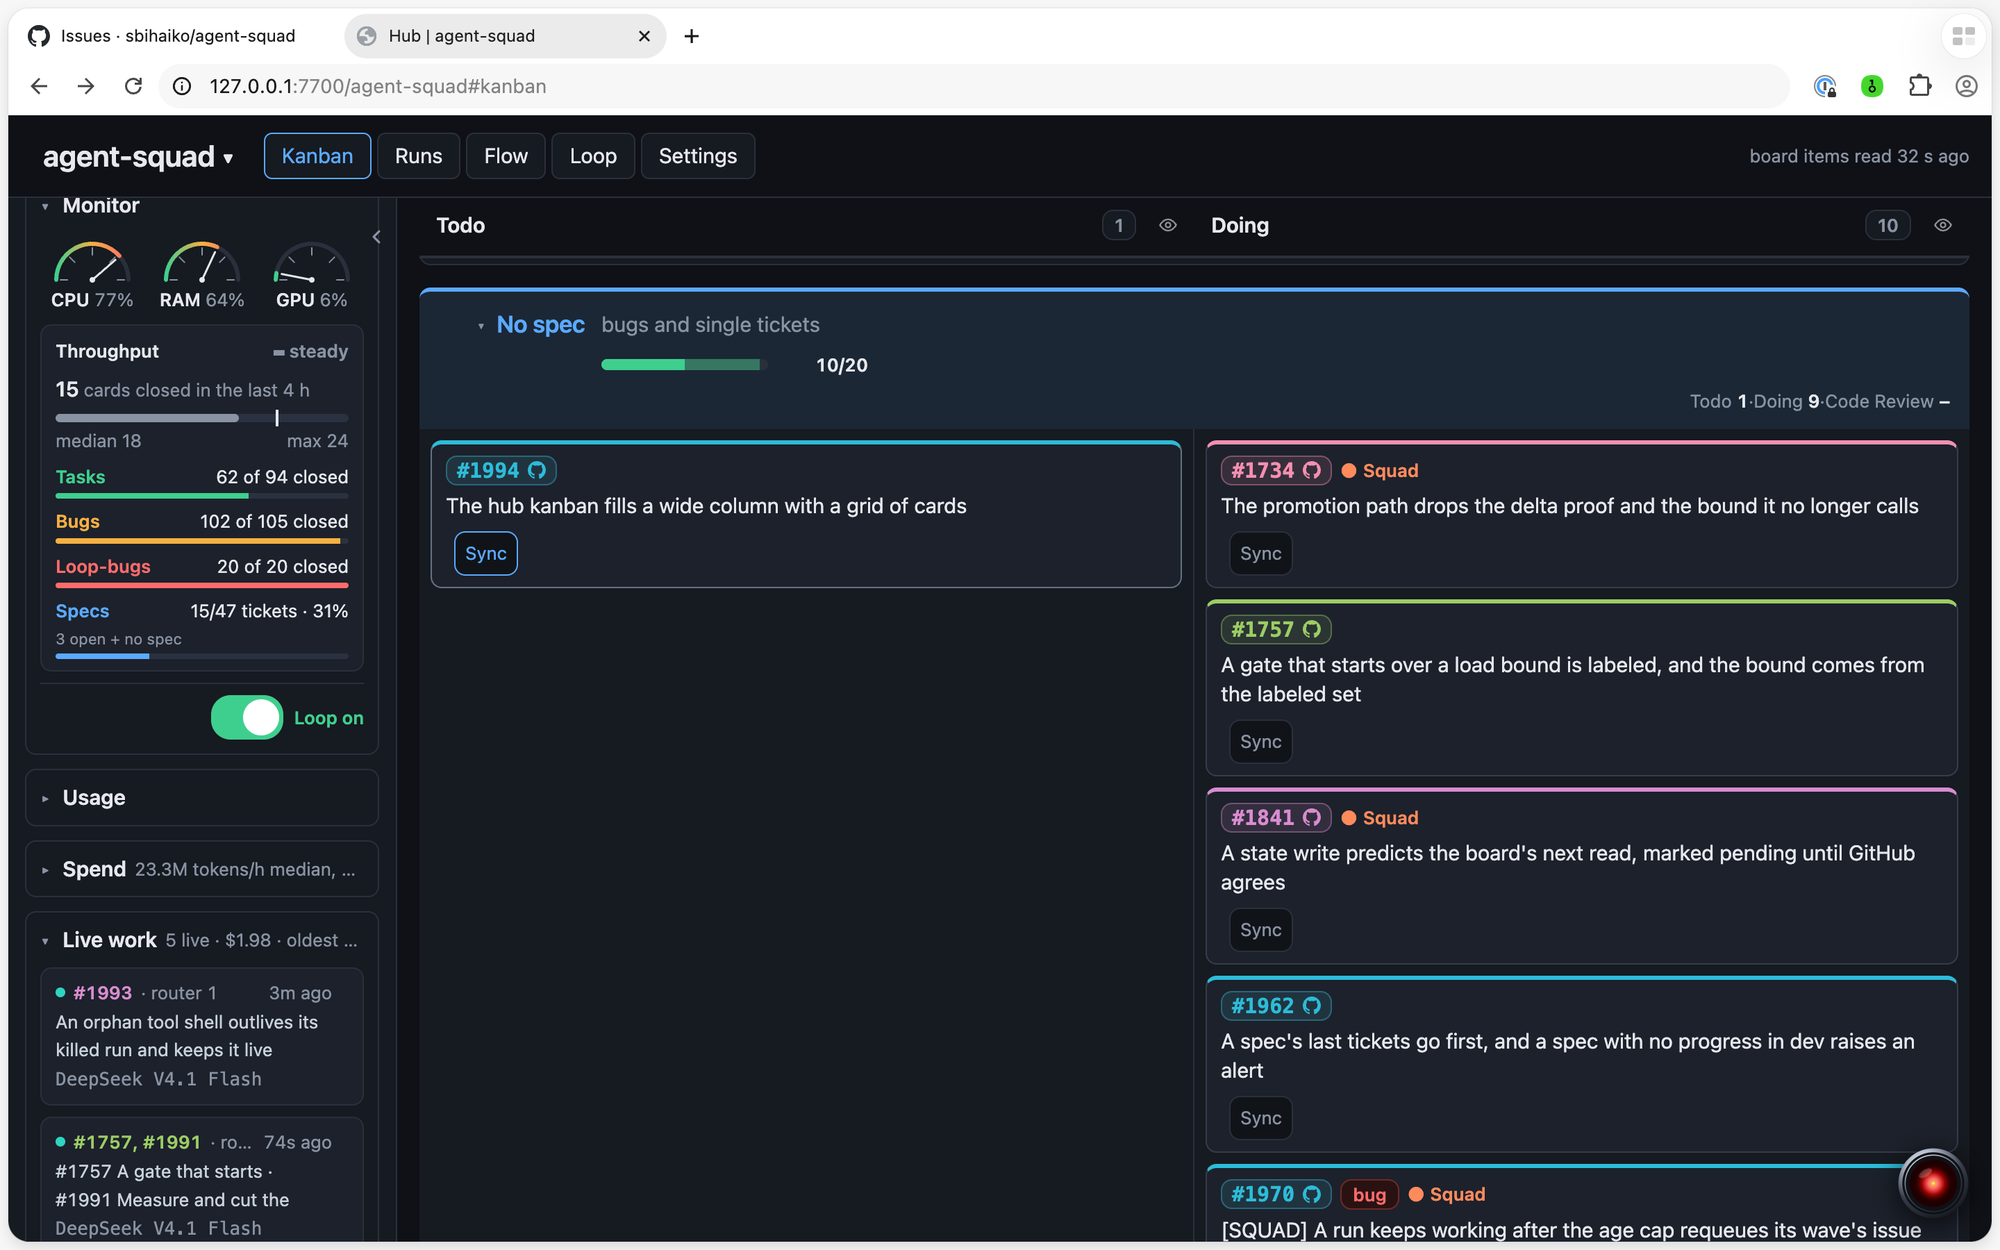 Issues · sbihaiko/agent-squad
Hub | agent-squad
127.0.0.1:7700/agent-squad#kanban
agent-squad
Kanban
Runs
Flow
Loop
Settings
board items read 32 s ago
Monitor
CPU 77%
RAM 64%
GPU 6%
Throughput
steady
15 cards closed in the last 4 h
median 18
max 24
Tasks
62 of 94 closed
Bugs
102 of 105 closed
Loop-bugs
20 of 20 closed
Specs
15/47 tickets · 31%
3 open + no spec
Loop on
Usage
Spend 23.3M tokens/h median, ...
Live work 5 live · $1.98 · oldest ...
#1993 · router 1
3m ago
An orphan tool shell outlives its
killed run and keeps it live
DeepSeek V4.1 Flash
#1757, #1991 · ro...
74s ago
#1757 A gate that starts ·
#1991 Measure and cut the
DeepSeek V4.1 Flash
Todo
1
Doing
10
No spec bugs and single tickets
10/20
Todo 1·Doing 9·Code Review –
#1994
The hub kanban fills a wide column with a grid of cards
Sync
#1734
Squad
The promotion path drops the delta proof and the bound it no longer calls
Sync
#1757
A gate that starts over a load bound is labeled, and the bound comes from
the labeled set
Sync
#1841
Squad
A state write predicts the board's next read, marked pending until GitHub
agrees
Sync
#1962
A spec's last tickets go first, and a spec with no progress in dev raises an
alert
Sync
#1970
bug
Squad
[SQUAD] A run keeps working after the age cap requeues its wave's issue